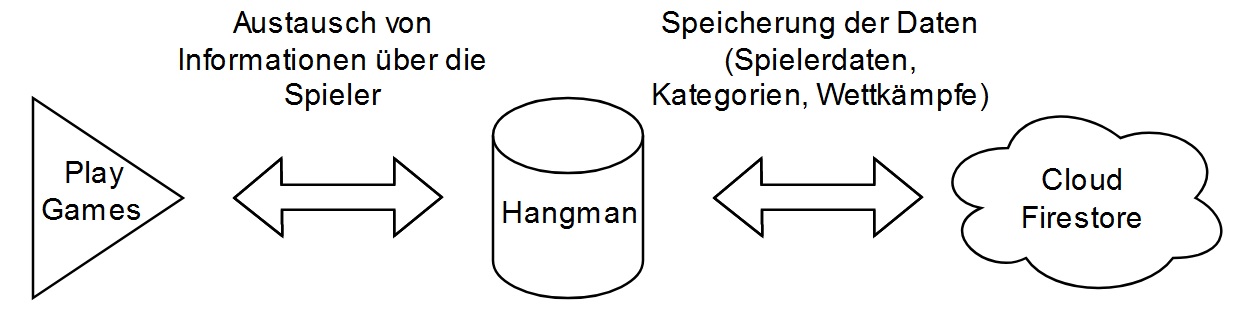 Austausch von
Informationen über die
Spieler
Speicherung der Daten
(Spielerdaten,
Kategorien, Wettkämpfe)
Play
Games
Hangman
Cloud
Firestore